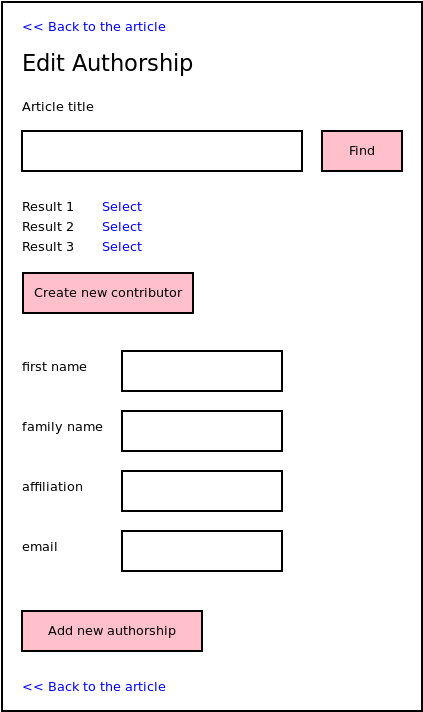 << Back to the article
Edit Authorship
Article title
Find
Result 1 Select
Result 2 Select
Result 3 Select
Create new contributor
first name
family name
affiliation
email
Add new authorship
<< Back to the article